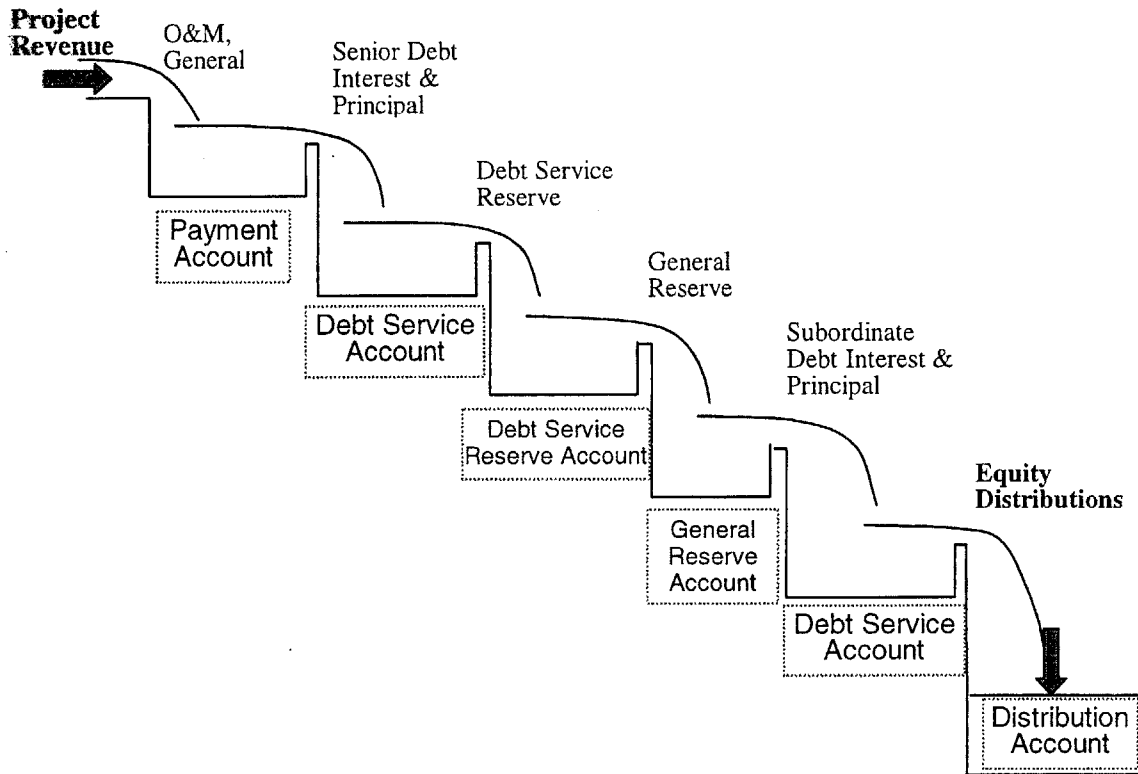 Project
Revenue
O&M,
General
Senior Debt
Interest &
Principal
Payment
Account
Debt Service
Reserve
Debt Service
Account
General
Reserve
Debt Service
Reserve Account
Subordinate
Debt Interest &
Principal
General
Reserve
Account
Equity
Distributions
Debt Service
Account
Distribution
Account